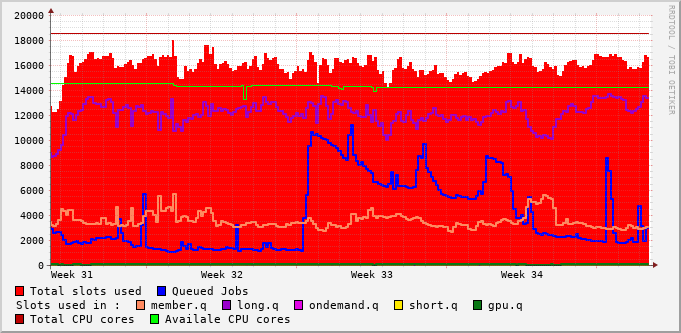 20000
18000
16000
14000
12000
10000
8000
6000
4000
2000
0
Week 31 Week 32 Week 33 Week 34
RRDTOOL / TOBI OETIKER
Total slots used Queued Jobs
Slots used in : member.q long.q ondemand.q short.q gpu.q
Total CPU cores Availale CPU cores